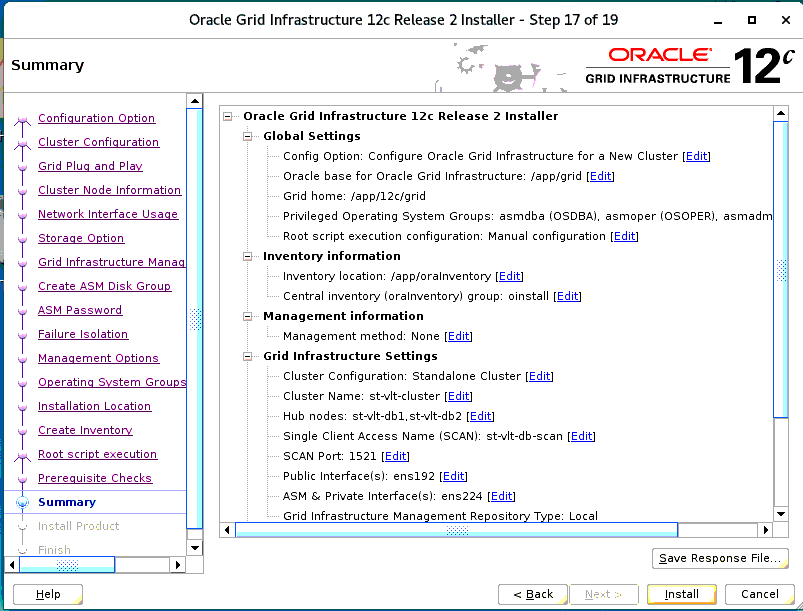 Oracle Grid Infrastructure 12c Release 2 Installer - Step 17 of 19
Summary
ORACLE
GRID INFRASTRUCTURE
12c
Configuration Option
Cluster Configuration
Grid Plug and Play
Cluster Node Information
Network Interface Usage
Storage Option
Grid Infrastructure Manag
Create ASM Disk Group
ASM Password
Failure Isolation
Management Options
Operating System Groups
Installation Location
Create Inventory
Root script execution
Prerequisite Checks
Summary
Install Product
Finish
Oracle Grid Infrastructure 12c Release 2 Installer
Global Settings
Config Option: Configure Oracle Grid Infrastructure for a New Cluster [Edit]
Oracle base for Oracle Grid Infrastructure: /app/grid [Edit]
Grid home: /app/12c/grid
Privileged Operating System Groups: asmdba (OSDBA), asmoper (OSOPER), asmadm
Root script execution configuration: Manual configuration [Edit]
Inventory information
Inventory location: /app/oraInventory [Edit]
Central inventory (oraInventory) group: oinstall [Edit]
Management information
Management method: None [Edit]
Grid Infrastructure Settings
Cluster Configuration: Standalone Cluster [Edit]
Cluster Name: st-vlt-cluster [Edit]
Hub nodes: st-vlt-db1,st-vlt-db2 [Edit]
Single Client Access Name (SCAN): st-vlt-db-scan [Edit]
SCAN Port: 1521 [Edit]
Public Interface(s): ens192 [Edit]
ASM & Private Interface(s): ens224 [Edit]
Grid Infrastructure Management Repository Type: Local
Save Response File...
Help
< Back
Next >
Install
Cancel